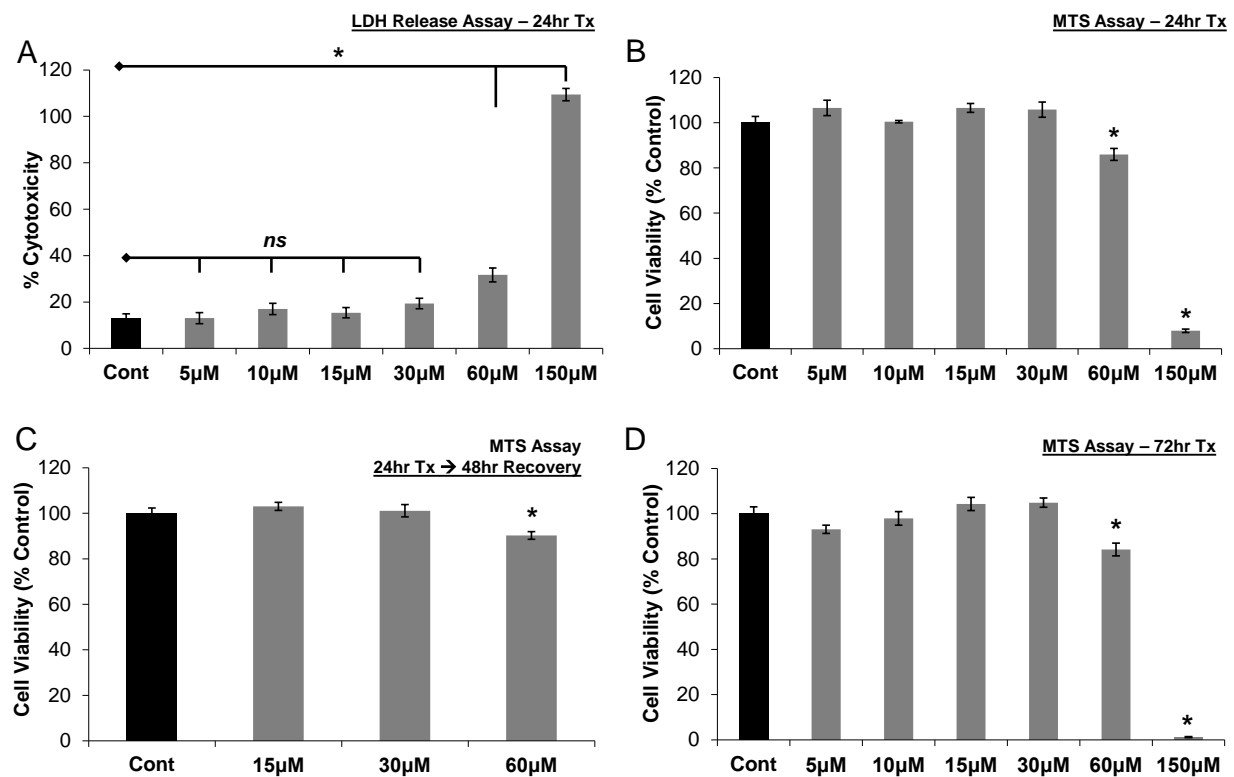 LDH Release Assay – 24hr Tx
A
*
ns
% Cytotoxicity
120
100
80
60
40
20
0
Cont 5µM 10µM 15µM 30µM 60µM 150µM
MTS Assay – 24hr Tx
B
Cell Viability (% Control)
120
100
80
60
40
20
0
*
*
Cont 5µM 10µM 15µM 30µM 60µM 150µM
C
MTS Assay
24hr Tx → 48hr Recovery
Cell Viability (% Control)
120
100
80
60
40
20
0
*
Cont 15µM 30µM 60µM
D
MTS Assay – 72hr Tx
Cell Viability (% Control)
120
100
80
60
40
20
0
*
*
Cont 5µM 10µM 15µM 30µM 60µM 150µM